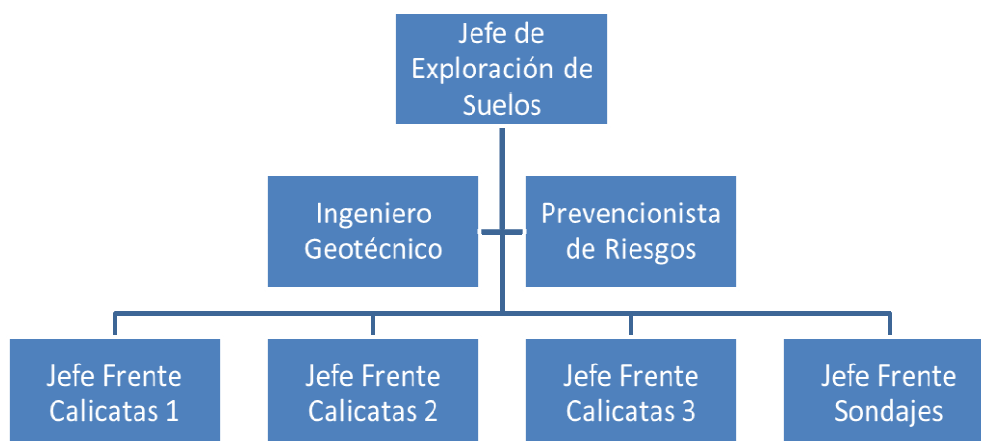 Jefe de
Exploración de
Suelos
Ingeniero
Geotécnico
Prevencionista
de Riesgos
Jefe Frente
Calicatas 1
Jefe Frente
Calicatas 2
Jefe Frente
Calicatas 3
Jefe Frente
Sondajes